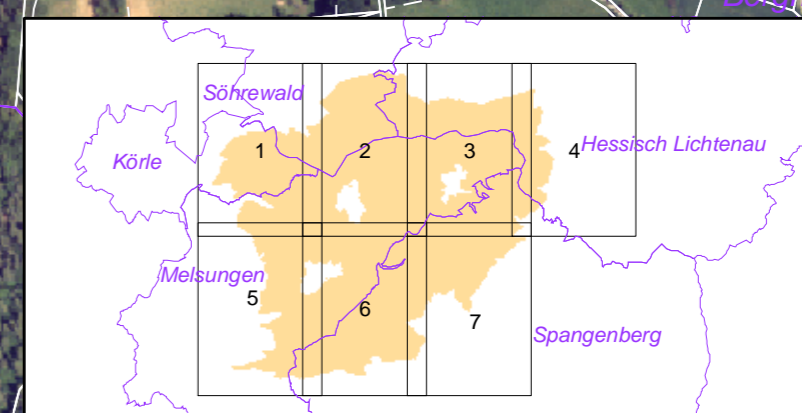 Söhrewald
1
2
3
4
Hessisch Lichtenau
Körle
Melsungen
5
6
7
Spangenberg